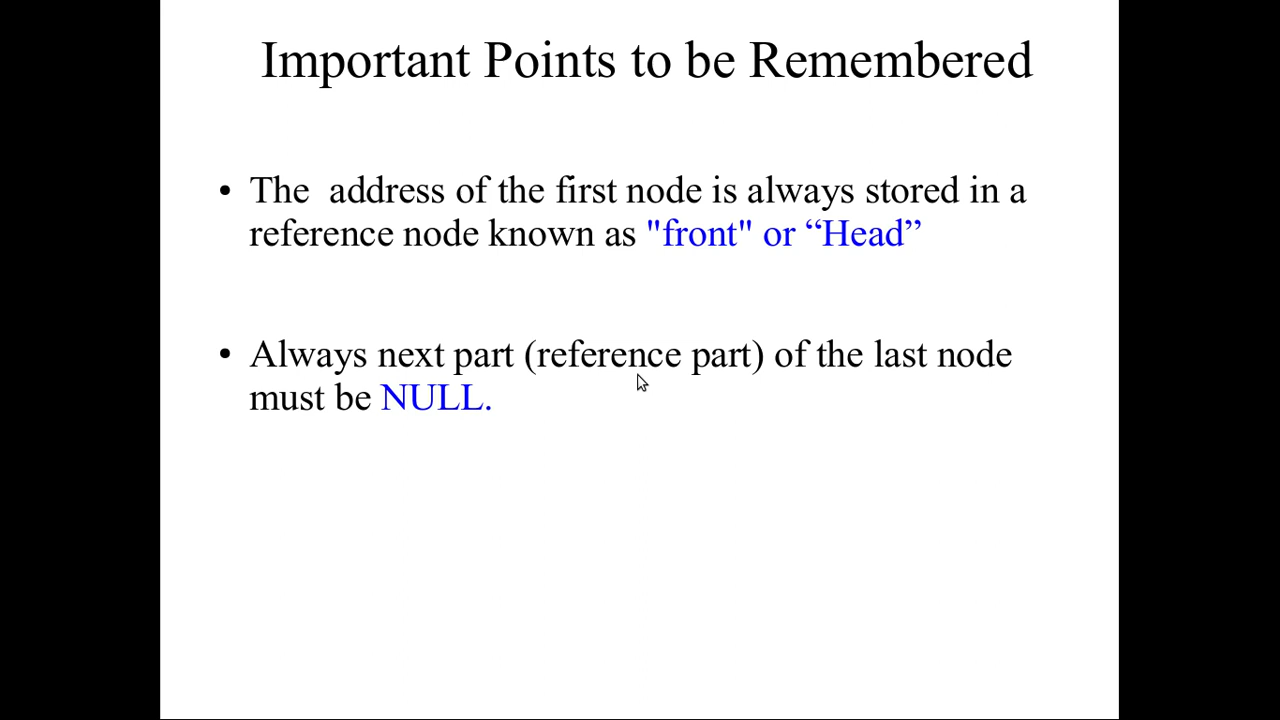 Important Points to be Remembered
• The  address of the first node is always stored in a
reference node known as "front" or “Head”
• Always next part (reference part) of the last node
must be NULL.